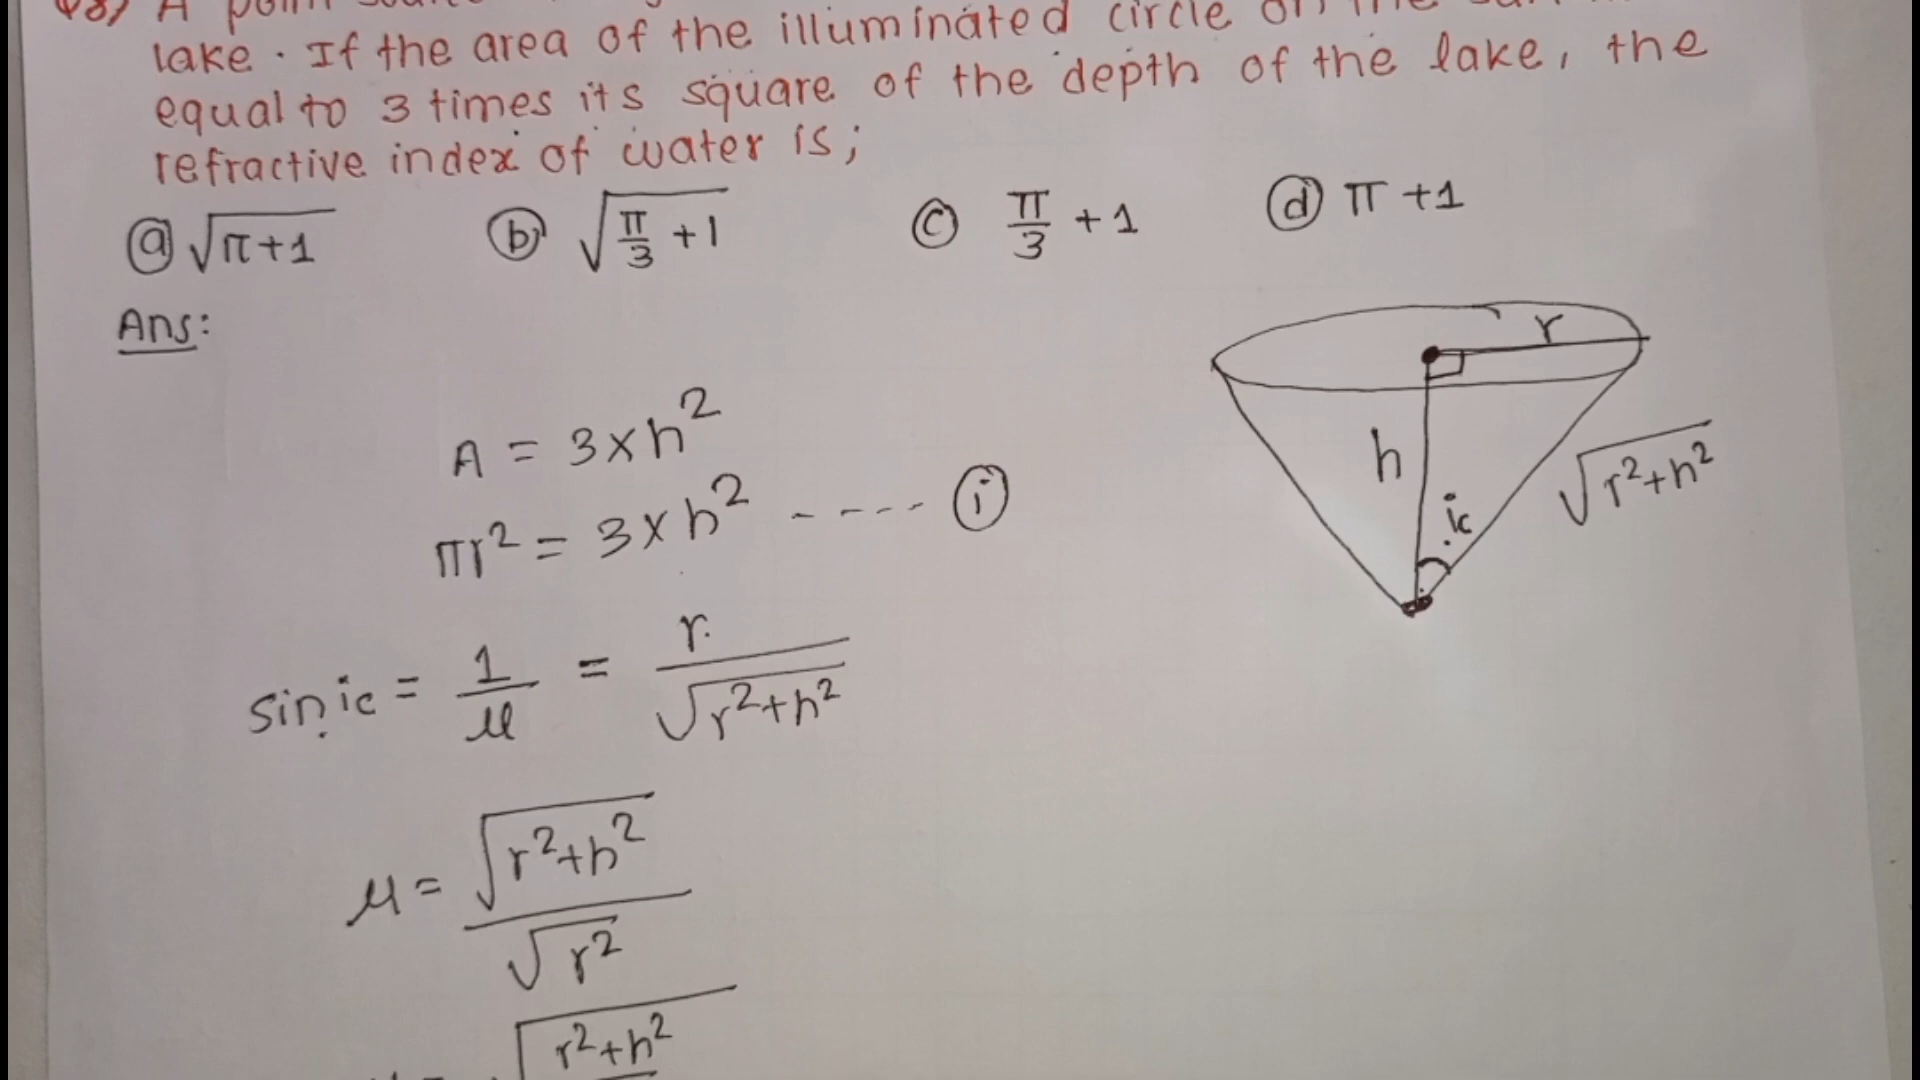 lake. If the area of the illuminated circle on the
equal to 3 times its square of the depth of the lake, the
refractive index of water is;
(a) √(π+1) (b) √(π/3 +1) (c) π/3 +1 (d) π+1
Ans:
r
A = 3×h²
h
√(r²+h²)
πr² = 3×h² ---- (i)
ic
sin ic = 1/μ = r/√(r²+h²)
μ = √(r²+h²)/√(r²)
√(r²+h²)